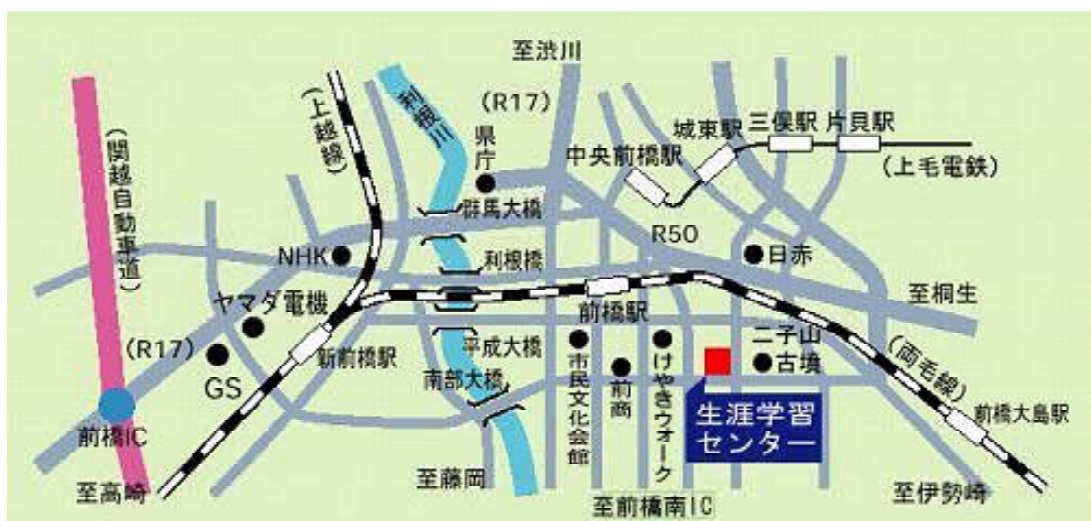 至渋川
(R17)
利根川
(上越線)
県庁
城東駅
三俣駅
片貝駅
中央前橋駅
(上毛電鉄)
(関越自動車道)
群馬大橋
R50
NHK
利根橋
日赤
ヤマダ電機
至桐生
前橋駅
(R17)
新前橋駅
平成大橋
二子山
古墳
(両毛線)
GS
南部大橋
市民文化会館
前商
けやきウォーク
生涯学習
センター
前橋大島駅
前橋IC
至高崎
至藤岡
至前橋南IC
至伊勢崎